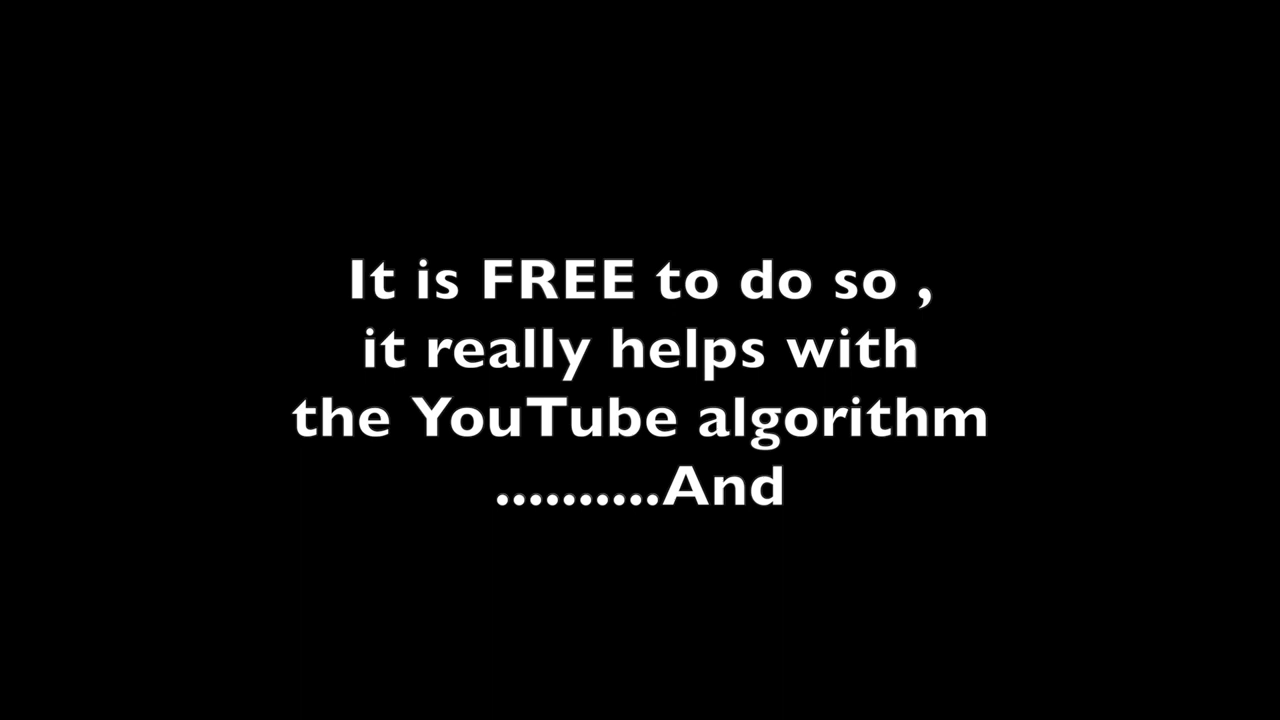 It is FREE to do so ,
it really helps with
the YouTube algorithm
..........And